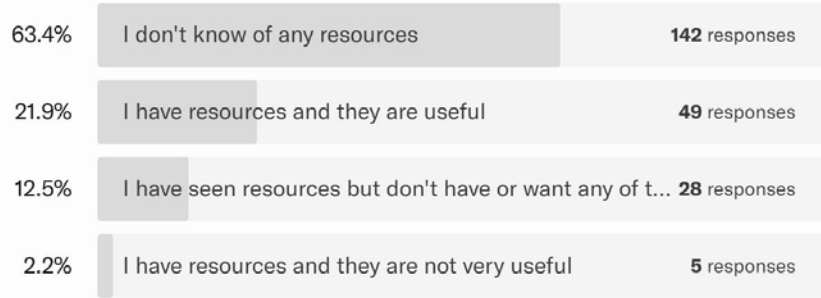 63.4% I don't know of any resources 142 responses
21.9% I have resources and they are useful 49 responses
12.5% I have seen resources but don't have or want any of t... 28 responses
2.2% I have resources and they are not very useful 5 responses